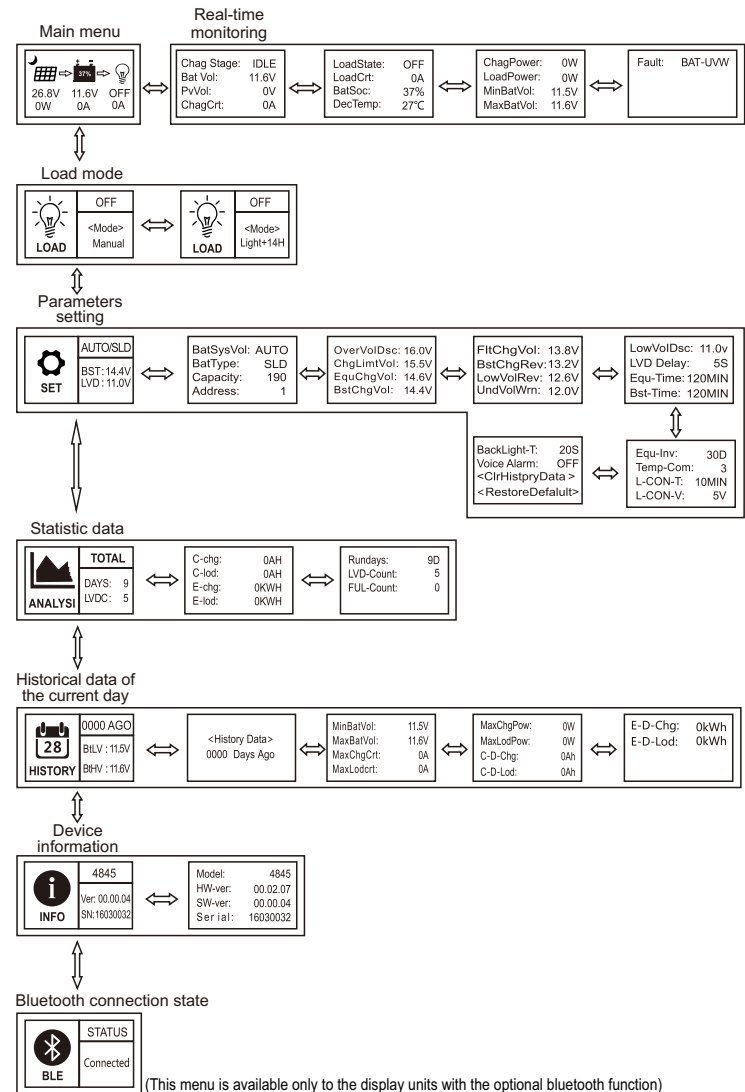 Real-time
monitoring
Main menu
37%
26.8V 11.6V OFF
0W 0A 0A
Chag Stage: IDLE
Bat Vol: 11.6V
PvVol: 0V
ChagCrt: 0A
LoadState: OFF
LoadCrt: 0A
BatSoc: 37%
DecTemp: 27℃
ChagPower: 0W
LoadPower: 0W
MinBatVol: 11.5V
MaxBatVol: 11.6V
Fault: BAT-UVW
Load mode
LOAD
OFF
<Mode>
Manual
LOAD
OFF
<Mode>
Light+14H
Parameters
setting
SET
AUTO/SLD
BST: 14.4V
LVD : 11.0V
BatSysVol: AUTO
BatType: SLD
Capacity: 190
Address: 1
OverVolDsc: 16.0V
ChgLimtVol: 15.5V
EquChgVol: 14.6V
BstChgVol: 14.4V
FltChgVol: 13.8V
BstChgRev: 13.2V
LowVolRev: 12.6V
UndVolWrn: 12.0V
LowVolDsc: 11.0v
LVD Delay: 5S
Equ-Time: 120MIN
Bst-Time: 120MIN
BackLight-T: 20S
Voice Alarm: OFF
<ClrHistpryData >
<RestoreDefalult>
Equ-Inv: 30D
Temp-Com: 3
L-CON-T: 10MIN
L-CON-V: 5V
Statistic data
ANALYSI
TOTAL
DAYS: 9
LVDC: 5
C-chg: 0AH
C-lod: 0AH
E-chg: 0KWH
E-lod: 0KWH
Rundays: 9D
LVD-Count: 5
FUL-Count: 0
Historical data of
the current day
28
HISTORY
0000 AGO
BtLV : 11.5V
BtHV : 11.6V
<History Data>
0000 Days Ago
MinBatVol: 11.5V
MaxBatVol: 11.6V
MaxChgCrt: 0A
MaxLodcrt: 0A
MaxChgPow: 0W
MaxLodPow: 0W
C-D-Chg: 0Ah
C-D-Lod: 0Ah
E-D-Chg: 0kWh
E-D-Lod: 0kWh
Device
information
i
INFO
4845
Ver: 00.00.04
SN:16030032
Model: 4845
HW-ver: 00.02.07
SW-ver: 00.00.04
Ser ial: 16030032
Bluetooth connection state
BLE
STATUS
Connected
(This menu is available only to the display units with the optional bluetooth function)